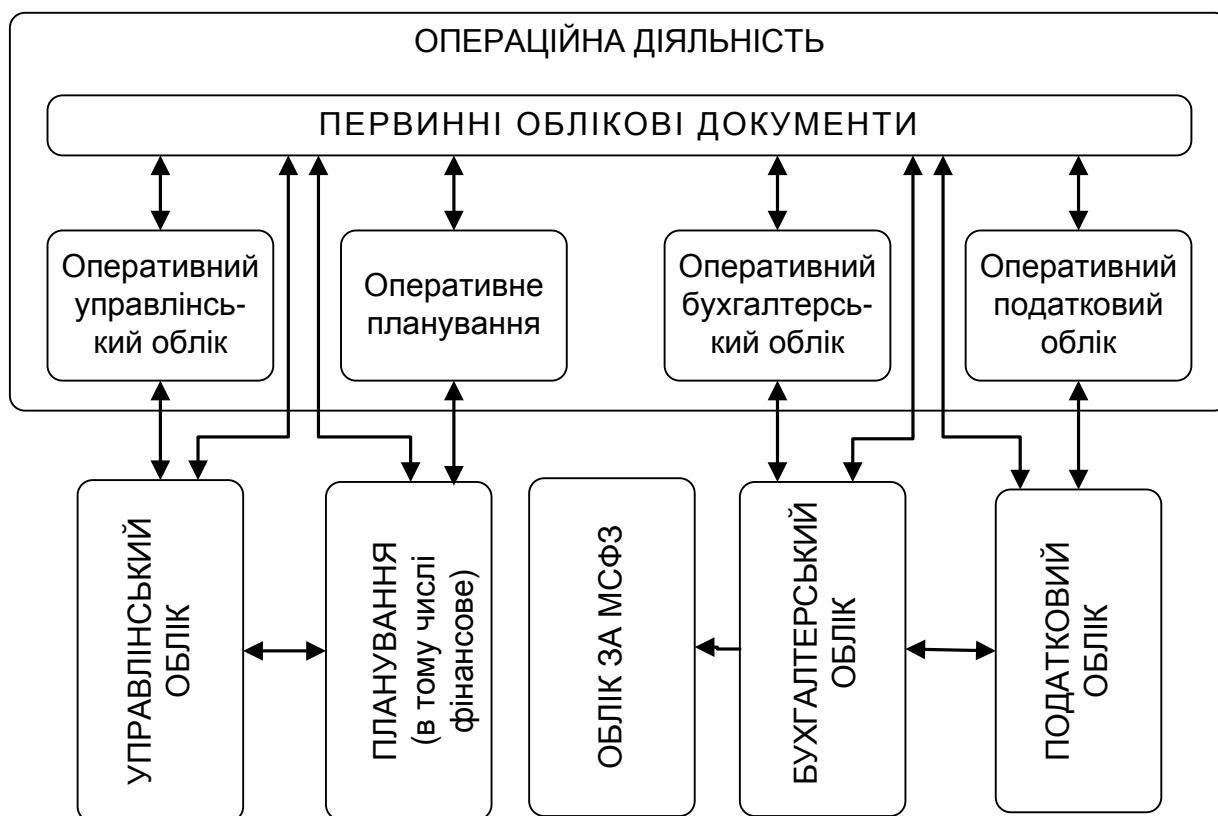 ОПЕРАЦІЙНА ДІЯЛЬНІСТЬ
ПЕРВИННІ ОБЛІКОВІ ДОКУМЕНТИ
Оперативний
управлінсь-
кий облік
Оперативне
планування
Оперативний
бухгалтерсь-
кий облік
Оперативний
податковий
облік
УПРАВЛІНСЬКИЙ
ОБЛІК
ПЛАНУВАННЯ
(в тому числі
фінансове)
ОБЛІК ЗА МСФЗ
БУХГАЛТЕРСЬКИЙ
ОБЛІК
ПОДАТКОВИЙ
ОБЛІК